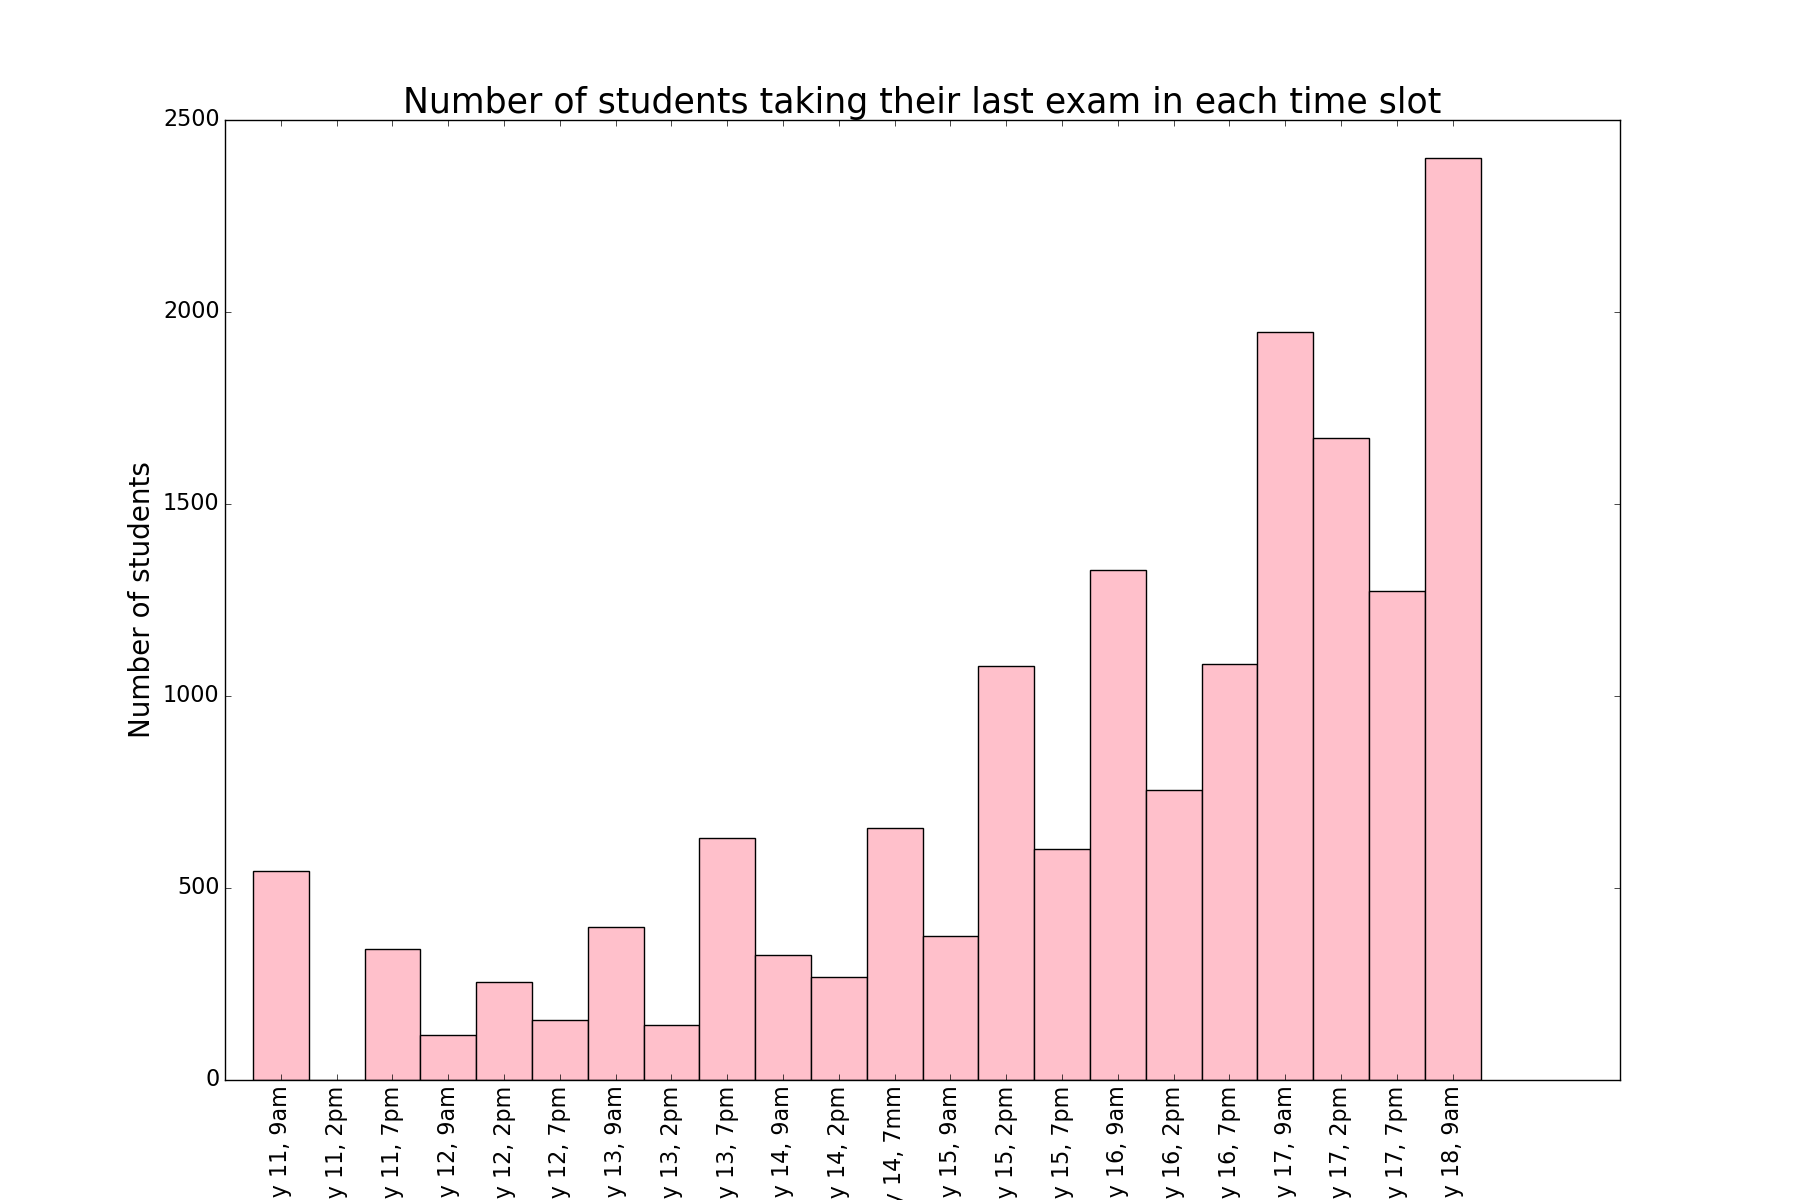 Number of students taking their last exam in each time slot
Number of students
2500
2000
1500
1000
500
0
y 11, 9am
y 11, 2pm
y 11, 7pm
y 12, 9am
y 12, 2pm
y 12, 7pm
y 13, 9am
y 13, 2pm
y 13, 7pm
y 14, 9am
y 14, 2pm
y 14, 7mm
y 15, 9am
y 15, 2pm
y 15, 7pm
y 16, 9am
y 16, 2pm
y 16, 7pm
y 17, 9am
y 17, 2pm
y 17, 7pm
y 18, 9am